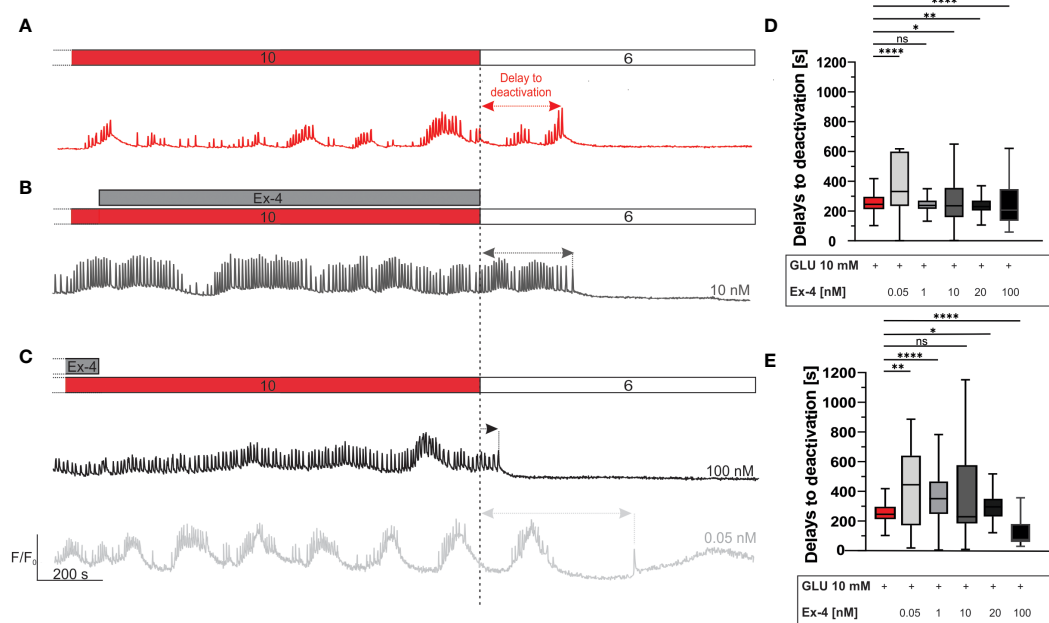 A
10
6
Delay to
deactivation
B
Ex-4
10
6
10 nM
C
Ex-4
10
6
100 nM
0.05 nM
F/F0
200 s
D
****
**
*
ns
****
Delays to deactivation [s]
1200
1000
800
600
400
200
0
GLU 10 mM + + + + + +
Ex-4 [nM] 0.05 1 10 20 100
E
****
*
ns
****
**
Delays to deactivation [s]
1200
1000
800
600
400
200
0
GLU 10 mM + + + + + +
Ex-4 [nM] 0.05 1 10 20 100